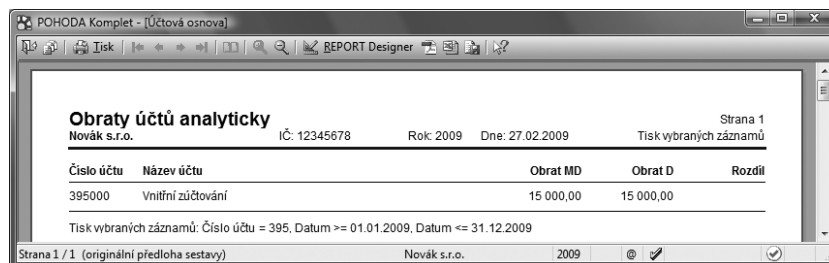 POHODA Komplet - [Účtová osnova]
Tisk REPORT Designer
Obraty účtů analyticky Strana 1
Novák s.r.o. IČ: 12345678 Rok: 2009 Dne: 27.02.2009 Tisk vybraných záznamů
Číslo účtu Název účtu Obrat MD Obrat D Rozdíl
395000 Vnitřní zúčtování 15 000,00 15 000,00
Tisk vybraných záznamů: Číslo účtu = 395, Datum >= 01.01.2009, Datum <= 31.12.2009
Strana 1 / 1 (originální předloha sestavy) Novák s.r.o. 2009 @